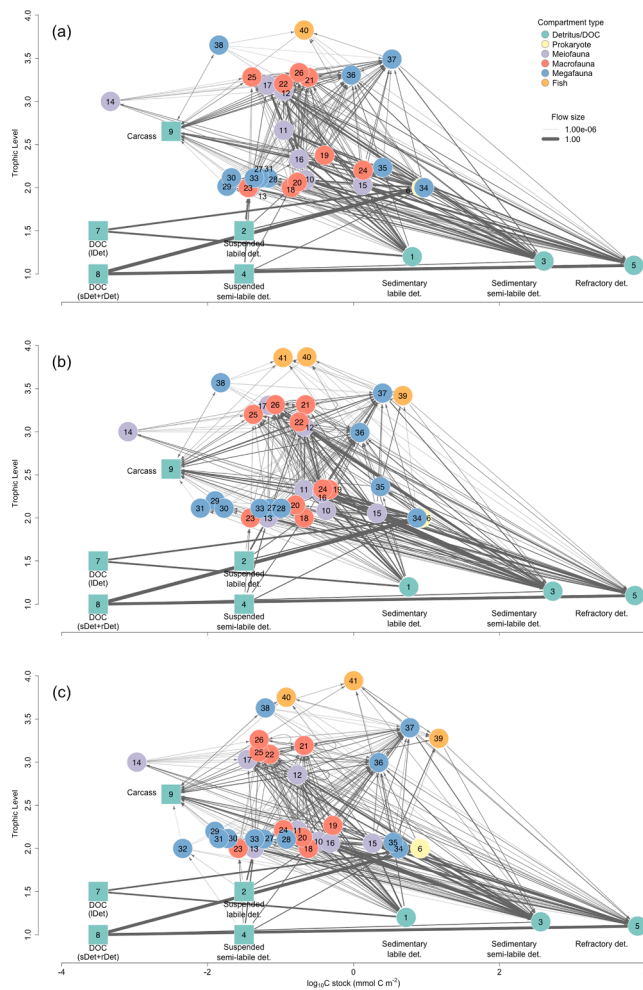 (a)
Compartment type
Detritus/DOC
Prokaryote
Meiofauna
Macrofauna
Megafauna
Fish
Flow size
1.00e-06
1.00
Trophic Level
4.0
3.5
3.0
2.5
2.0
1.5
1.0
38
40
37
25
26
22
21
36
17
12
14
9
Carcass
11
19
16
24
35
30
27
31
33
28
10
29
23
18
20
15
6
34
13
7
DOC
(lDet)
2
Suspended
labile det.
1
3
5
8
DOC
(sDet+rDet)
4
Suspended
semi-labile det.
Sedimentary
labile det.
Sedimentary
semi-labile det.
Refractory det.
(b)
Trophic Level
4.0
3.5
3.0
2.5
2.0
1.5
1.0
41
40
38
37
39
17
26
21
25
22
12
36
14
9
Carcass
11
24
19
16
35
29
31
30
33
27
28
20
10
15
23
13
18
34
6
7
DOC
(lDet)
2
Suspended
labile det.
1
3
5
8
DOC
(sDet+rDet)
4
Suspended
semi-labile det.
Sedimentary
labile det.
Sedimentary
semi-labile det.
Refractory det.
(c)
Trophic Level
4.0
3.5
3.0
2.5
2.0
1.5
1.0
41
40
38
37
39
26
25
22
21
17
14
36
12
9
Carcass
19
29
31
30
33
27
24
11
28
20
10
16
15
35
32
23
13
18
34
6
7
DOC
(lDet)
2
Suspended
labile det.
1
3
5
8
DOC
(sDet+rDet)
4
Suspended
semi-labile det.
Sedimentary
labile det.
Sedimentary
semi-labile det.
Refractory det.
-4
-2
0
2
4
log10C stock (mmol C m-2)